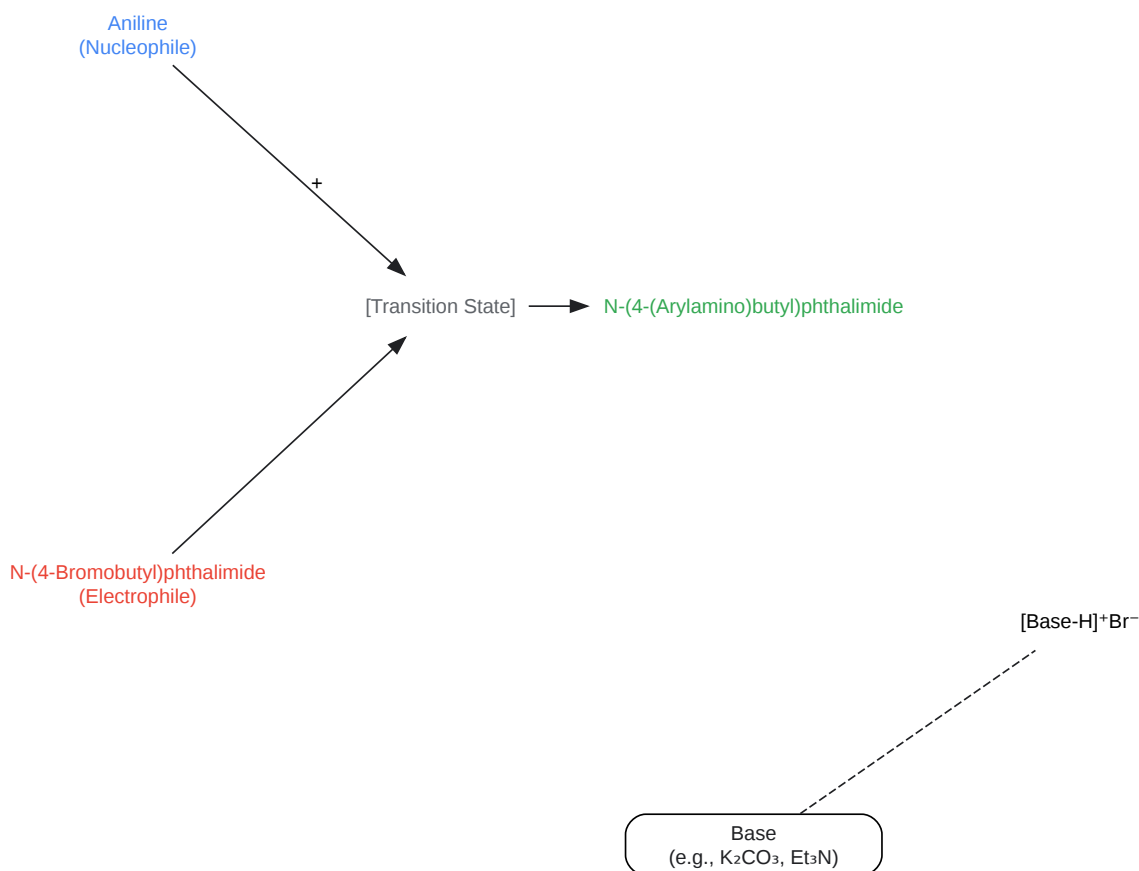 Aniline
(Nucleophile)
+
[Transition State]
N-(4-(Arylamino)butyl)phthalimide
N-(4-Bromobutyl)phthalimide
(Electrophile)
[Base-H]⁺Br⁻
Base
(e.g., K₂CO₃, Et₃N)